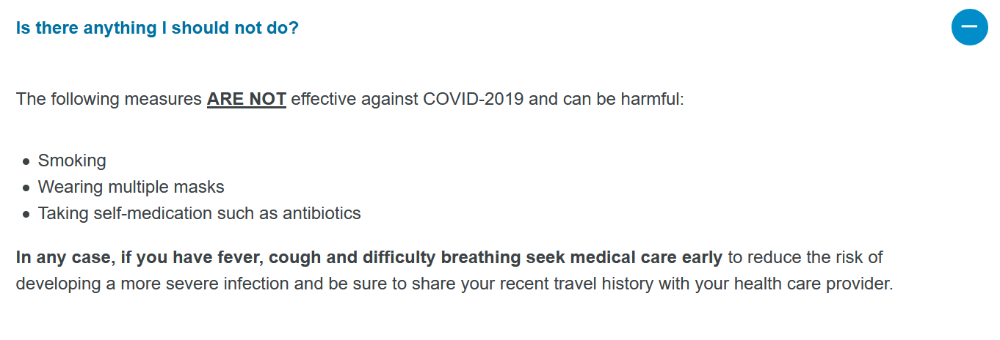 Is there anything I should not do?
The following measures ARE NOT effective against COVID-2019 and can be harmful:
• Smoking
• Wearing multiple masks
• Taking self-medication such as antibiotics
In any case, if you have fever, cough and difficulty breathing seek medical care early to reduce the risk of
developing a more severe infection and be sure to share your recent travel history with your health care provider.